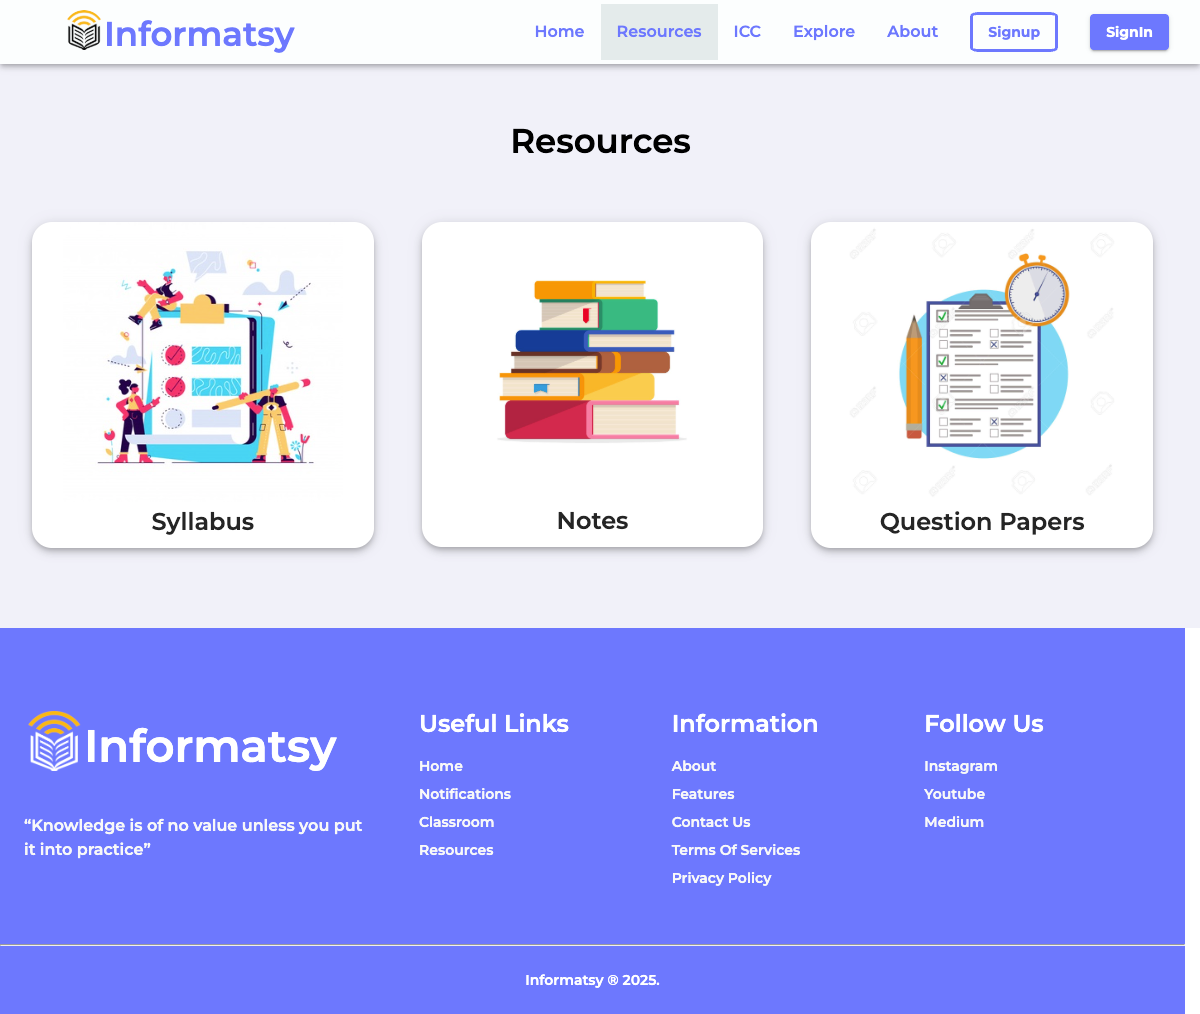 Informatsy
Home Resources ICC Explore About Signup SignIn
Resources
Syllabus
Notes
Question Papers
Informatsy
“Knowledge is of no value unless you put
it into practice”
Useful Links
Home
Notifications
Classroom
Resources
Information
About
Features
Contact Us
Terms Of Services
Privacy Policy
Follow Us
Instagram
Youtube
Medium
Informatsy ® 2025.